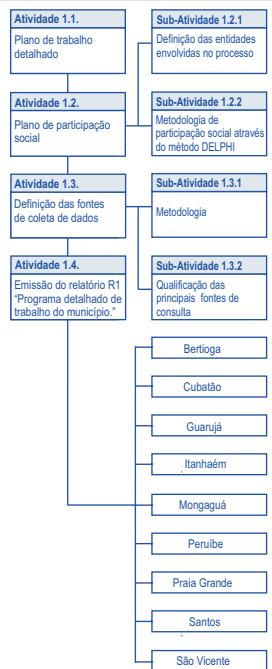 Atividade 1.1.
Plano de trabalho
detalhado
Sub-Atividade 1.2.1
Definição das entidades
envolvidas no processo
Atividade 1.2.
Plano de participação
social
Sub-Atividade 1.2.2
Metodologia de
participação social através
do método DELPHI
Atividade 1.3.
Definição das fontes
de coleta de dados
Sub-Atividade 1.3.1
Metodologia
Atividade 1.4.
Emissão do relatório R1
“Programa detalhado de
trabalho do município.”
Sub-Atividade 1.3.2
Qualificação das
principais fontes de
consulta
Bertioga
Cubatão
Guarujá
Itanhaém
Mongaguá
Peruíbe
Praia Grande
Santos
São Vicente